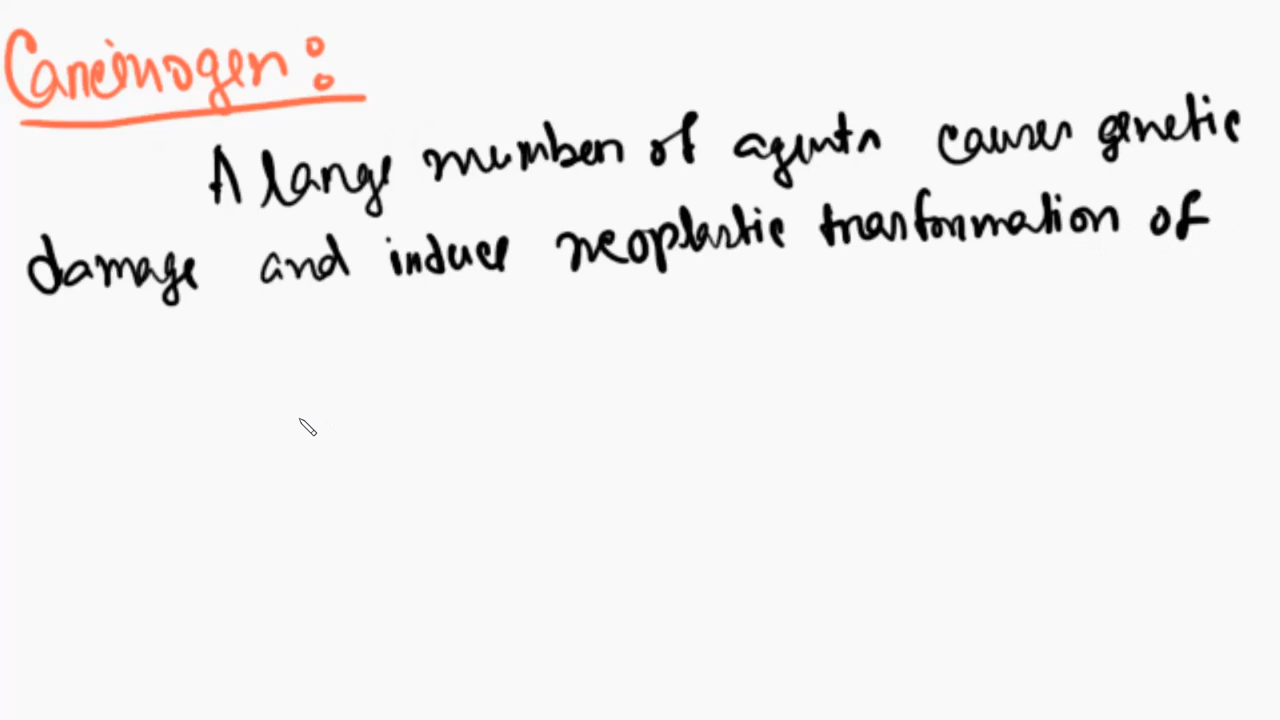 Carcinogen:
A large number of agents causes genetic
damage and induce neoplastic transformation of